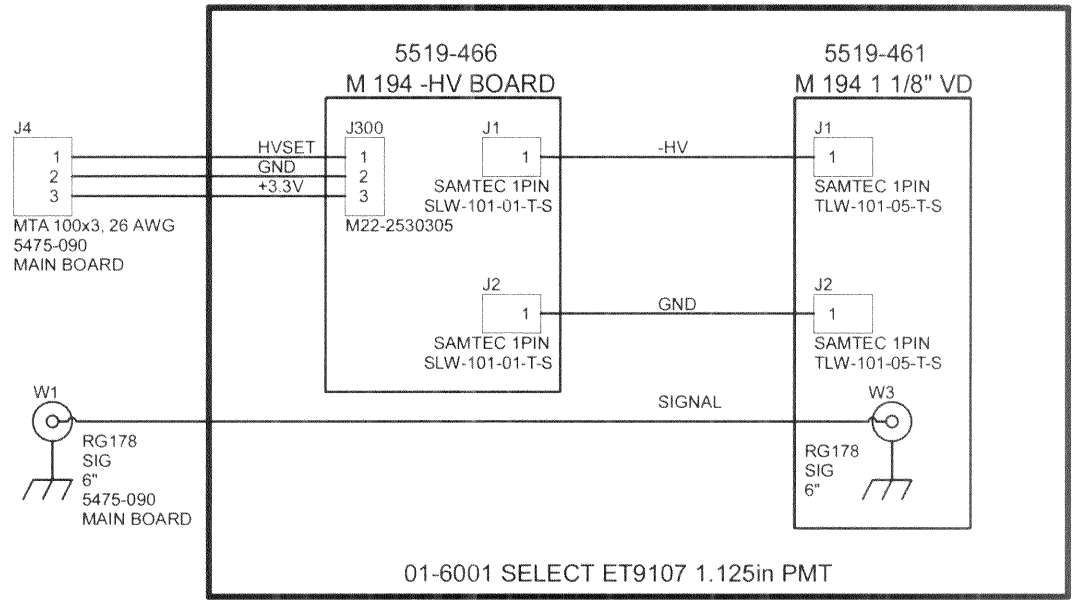 5519-466
M 194 -HV BOARD
5519-461
M 194 1 1/8" VD
J4
1
2
3
MTA 100x3, 26 AWG
5475-090
MAIN BOARD
HVSET
GND
+3.3V
J300
1
2
3
M22-2530305
J1
1
SAMTEC 1PIN
SLW-101-01-T-S
-HV
J1
1
SAMTEC 1PIN
TLW-101-05-T-S
J2
1
SAMTEC 1PIN
SLW-101-01-T-S
GND
J2
1
SAMTEC 1PIN
TLW-101-05-T-S
W1
RG178
SIG
6"
5475-090
MAIN BOARD
SIGNAL
W3
RG178
SIG
6"
01-6001 SELECT ET9107 1.125in PMT